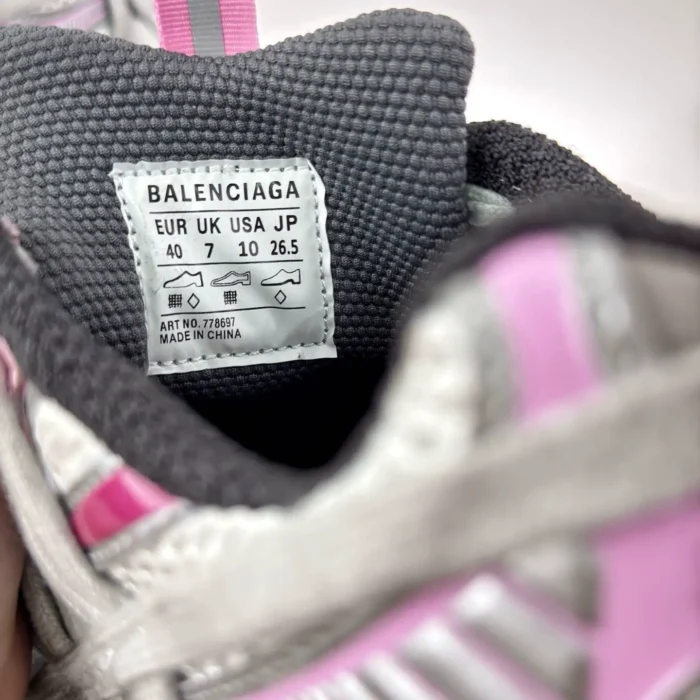 BALENCIAGA
EUR UK USA JP
40 7 10 26.5
ART NO. 778697
MADE IN CHINA